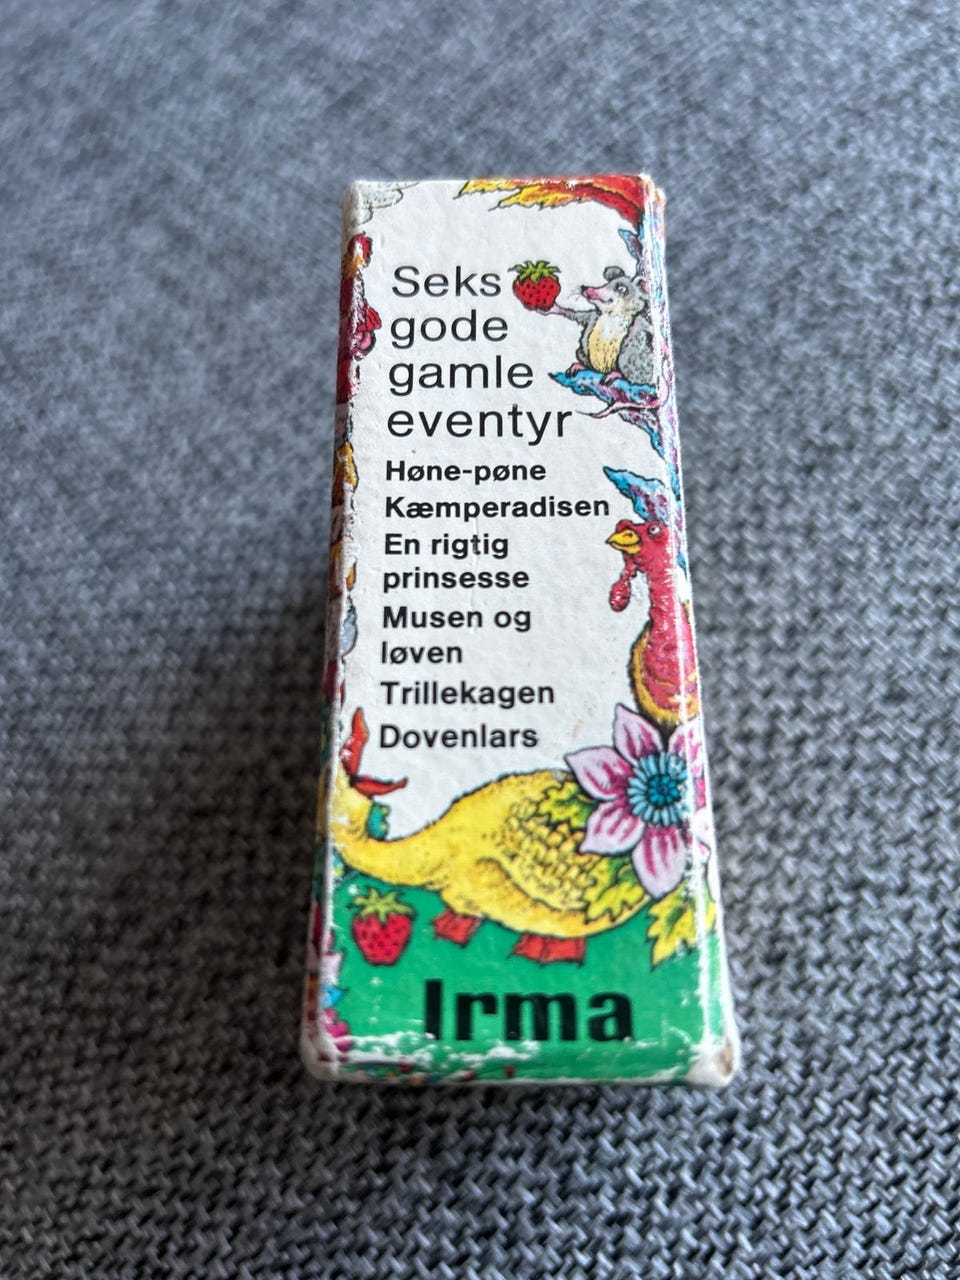 Seks
gode
gamle
eventyr
Høne-pøne
Kæmperadisen
En rigtig
prinsesse
Musen og
løven
Trillekagen
Dovenlars
Irma